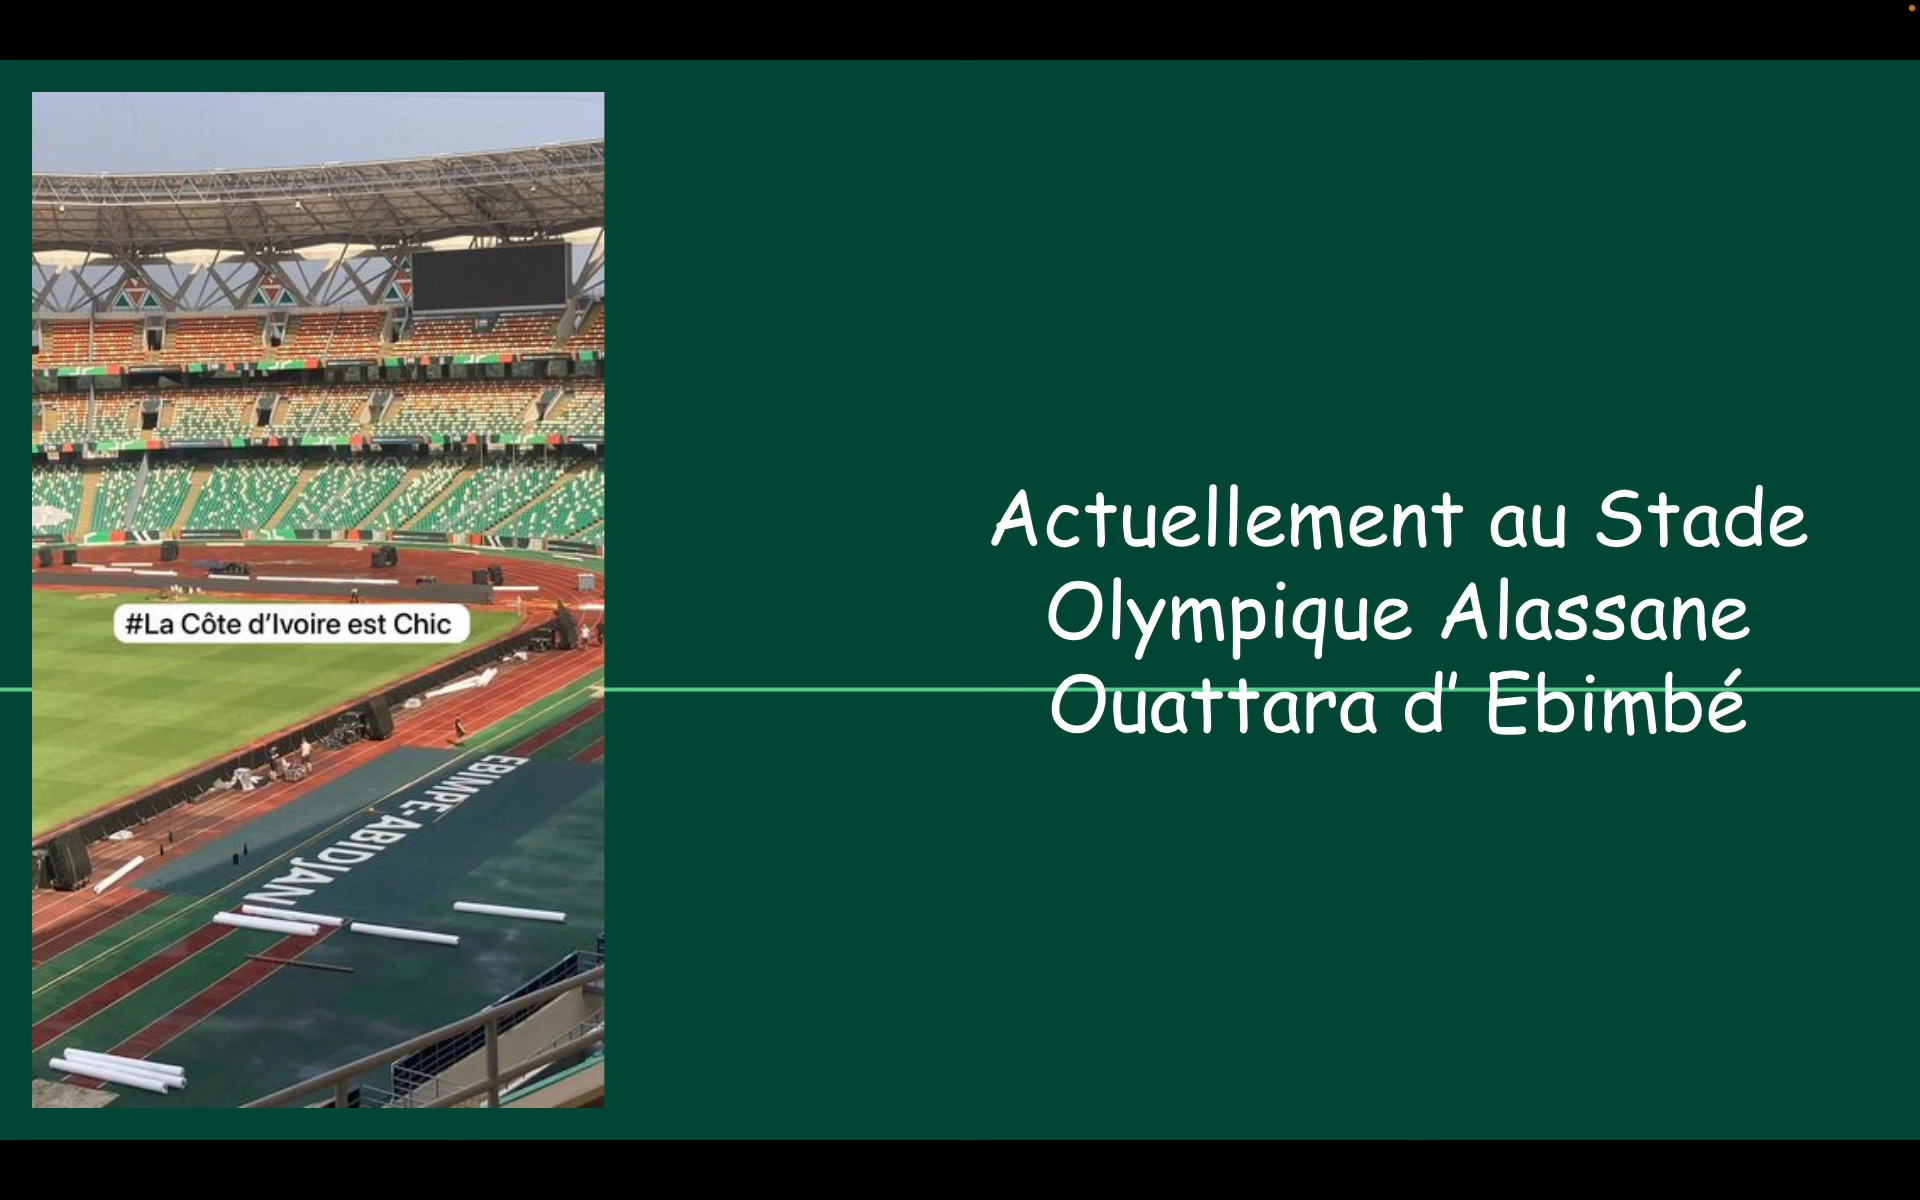 #La Côte d’Ivoire est Chic
EBIMPE-ABIDJAN
Actuellement au Stade
Olympique Alassane
Ouattara d’ Ebimbé